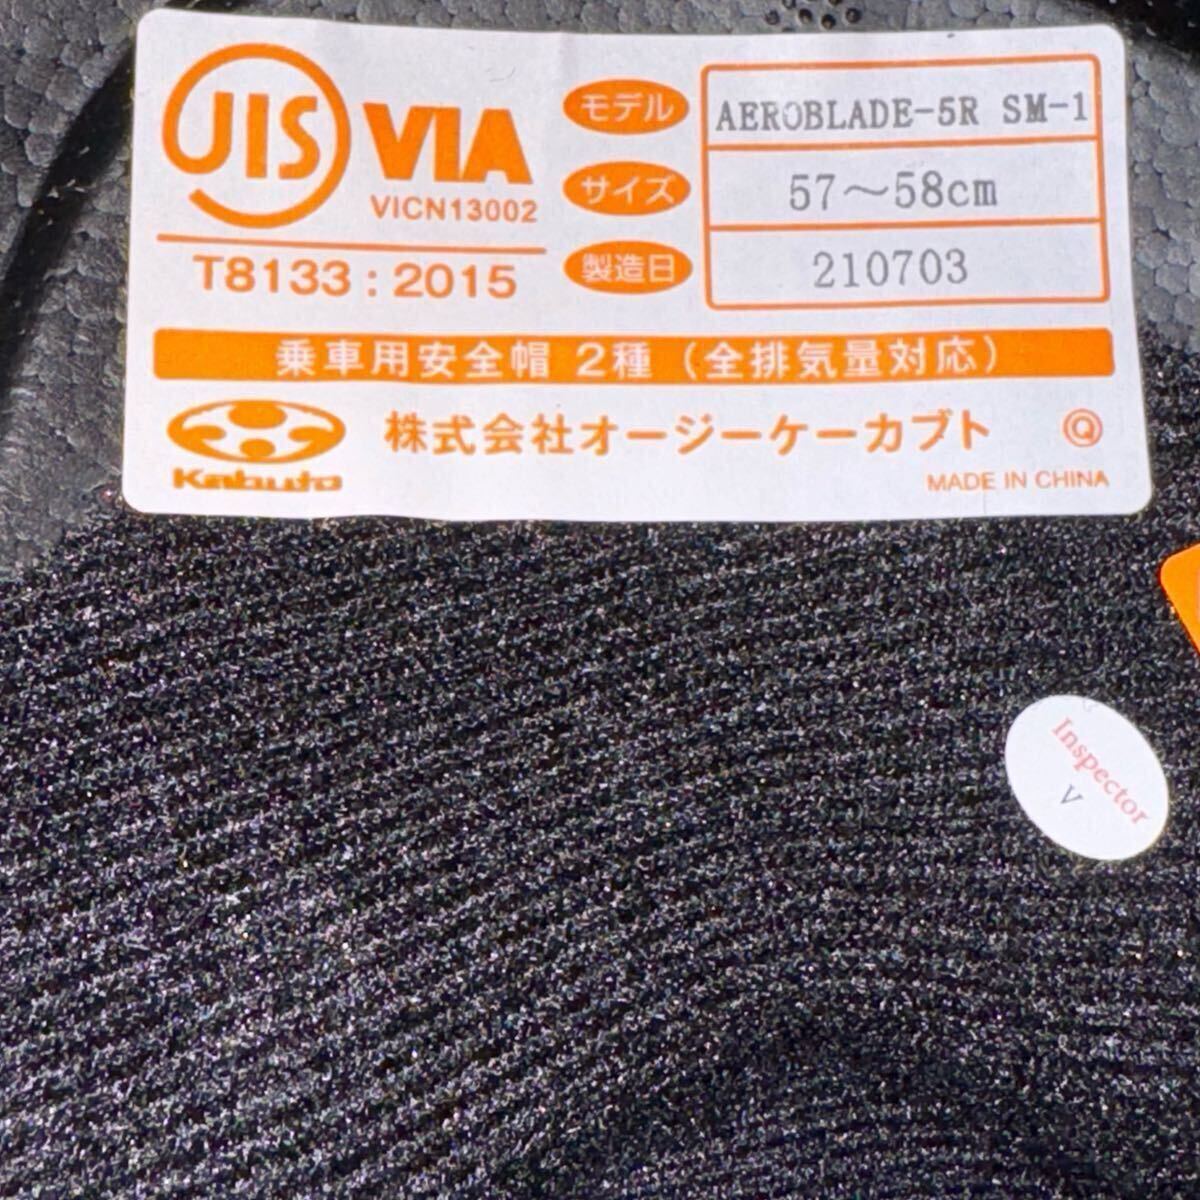 JIS VIA
VICN13002
T8133 : 2015
モデル AEROBLADE-5R SM-1
サイズ 57～58cm
製造日 210703
乗車用安全帽 2種（全排気量対応）
Kabuto 株式会社オージーケーカブト Q
MADE IN CHINA
Inspector
V